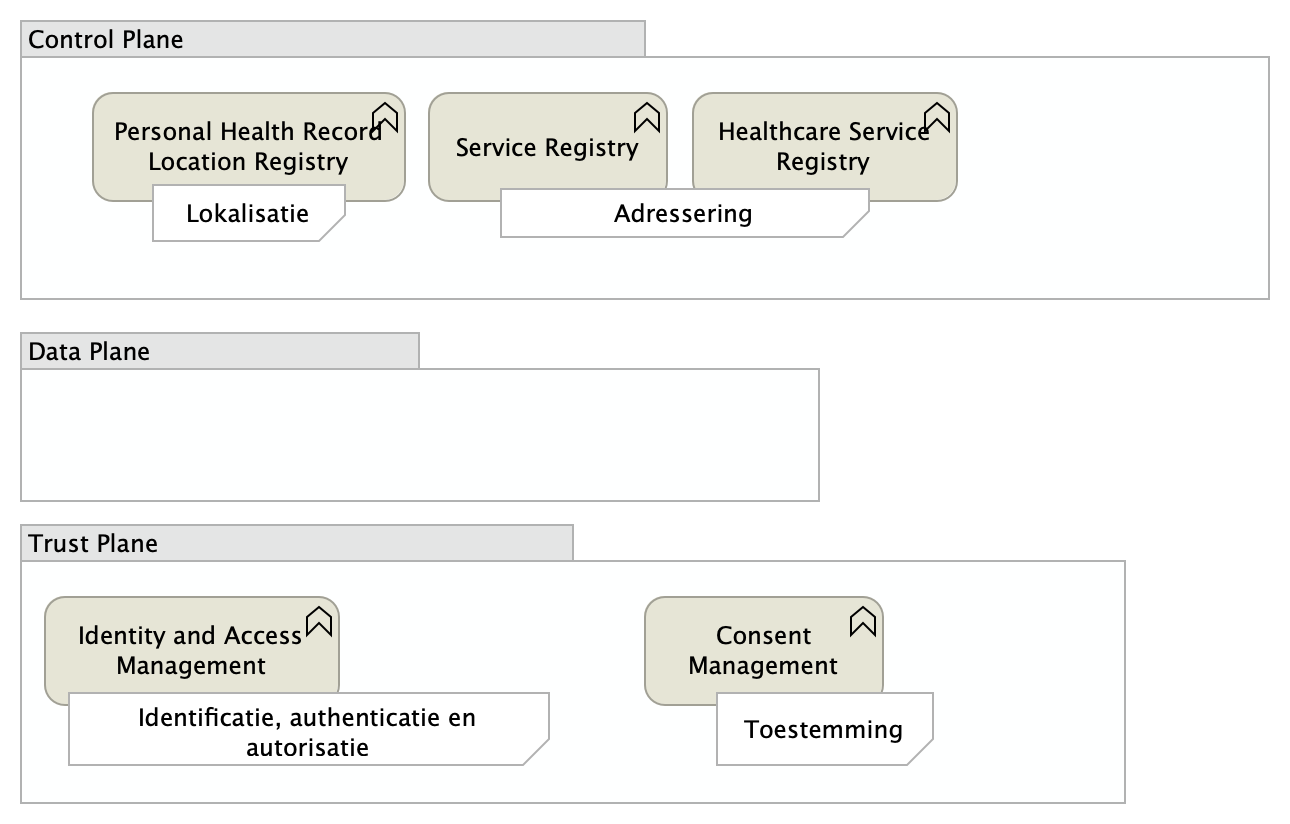 Control Plane
Personal Health Record
Location Registry
Service Registry
Healthcare Service
Registry
Lokalisatie
Adressering
Data Plane
Trust Plane
Identity and Access
Management
Consent
Management
Identificatie, authenticatie en
autorisatie
Toestemming